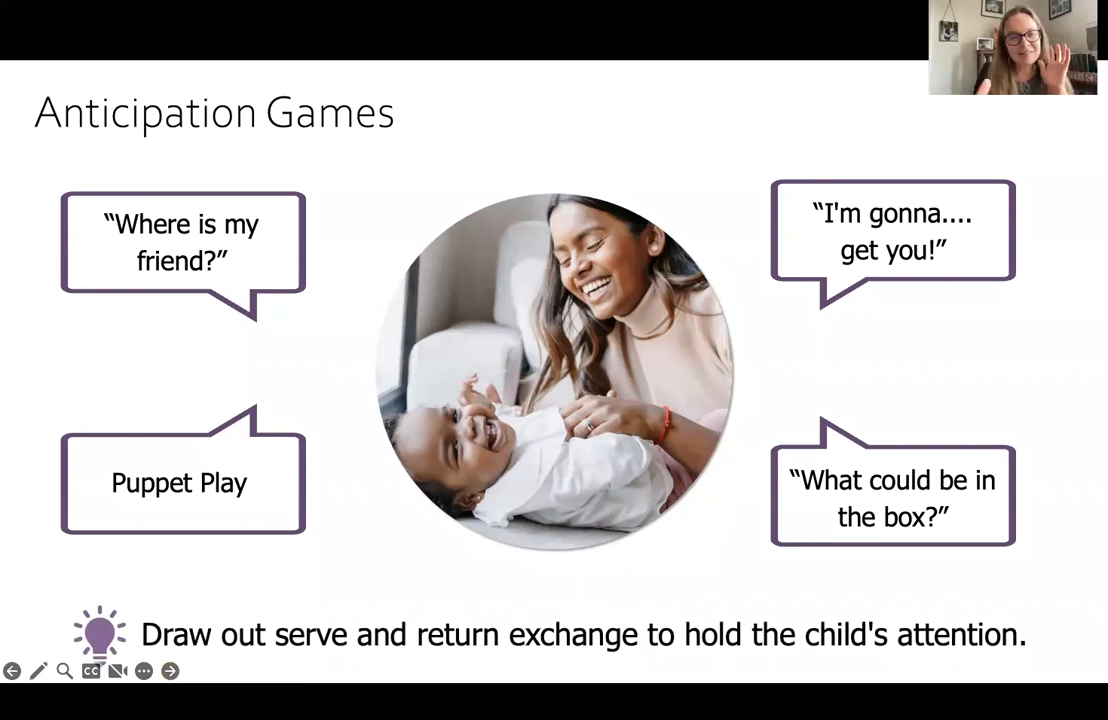 Anticipation Games
“Where is my
friend?”
“I'm gonna....
get you!”
Puppet Play
“What could be in
the box?”
Draw out serve and return exchange to hold the child's attention.
CC